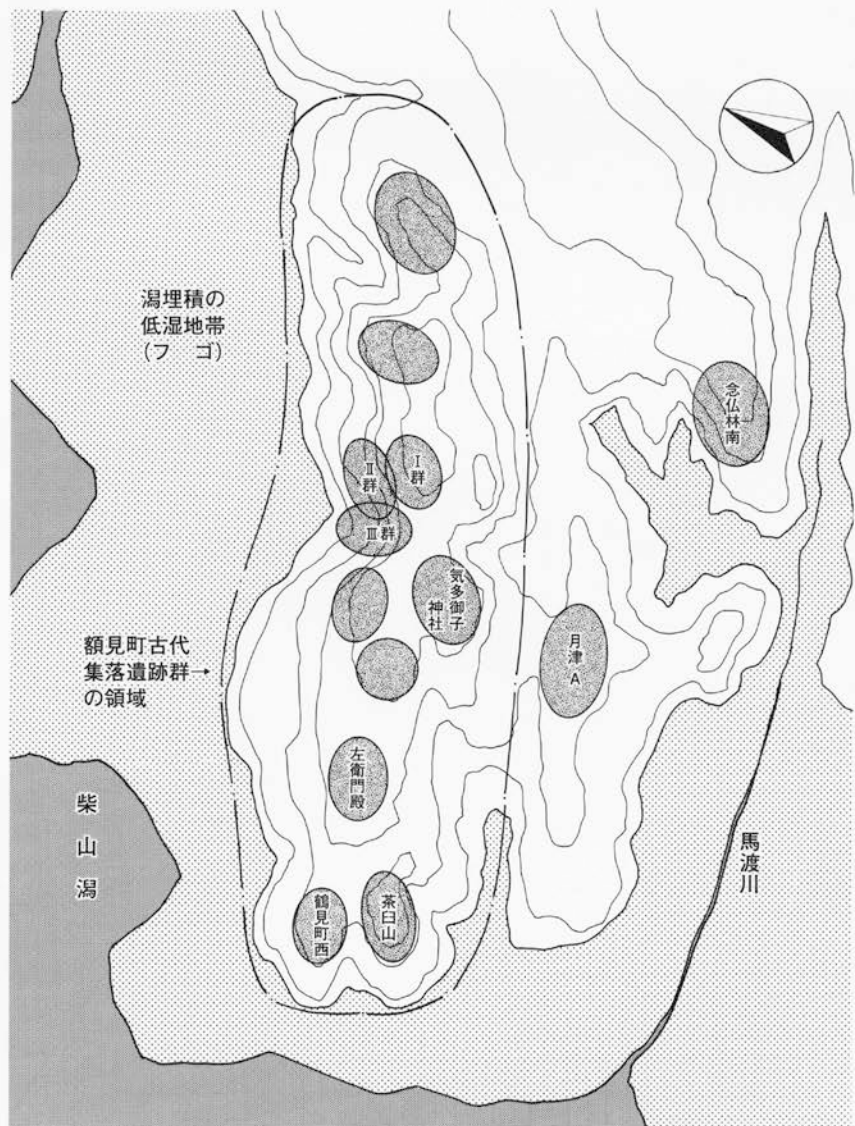 潟埋積の
低湿地帯
(フ ゴ)
念仏林南
Ⅰ群
Ⅱ群
Ⅲ群
気多御子
神社
額見町古代
集落遺跡群→
の領域
月津A
左衛門殿
柴山潟
馬渡川
鶴見町西
茶臼山